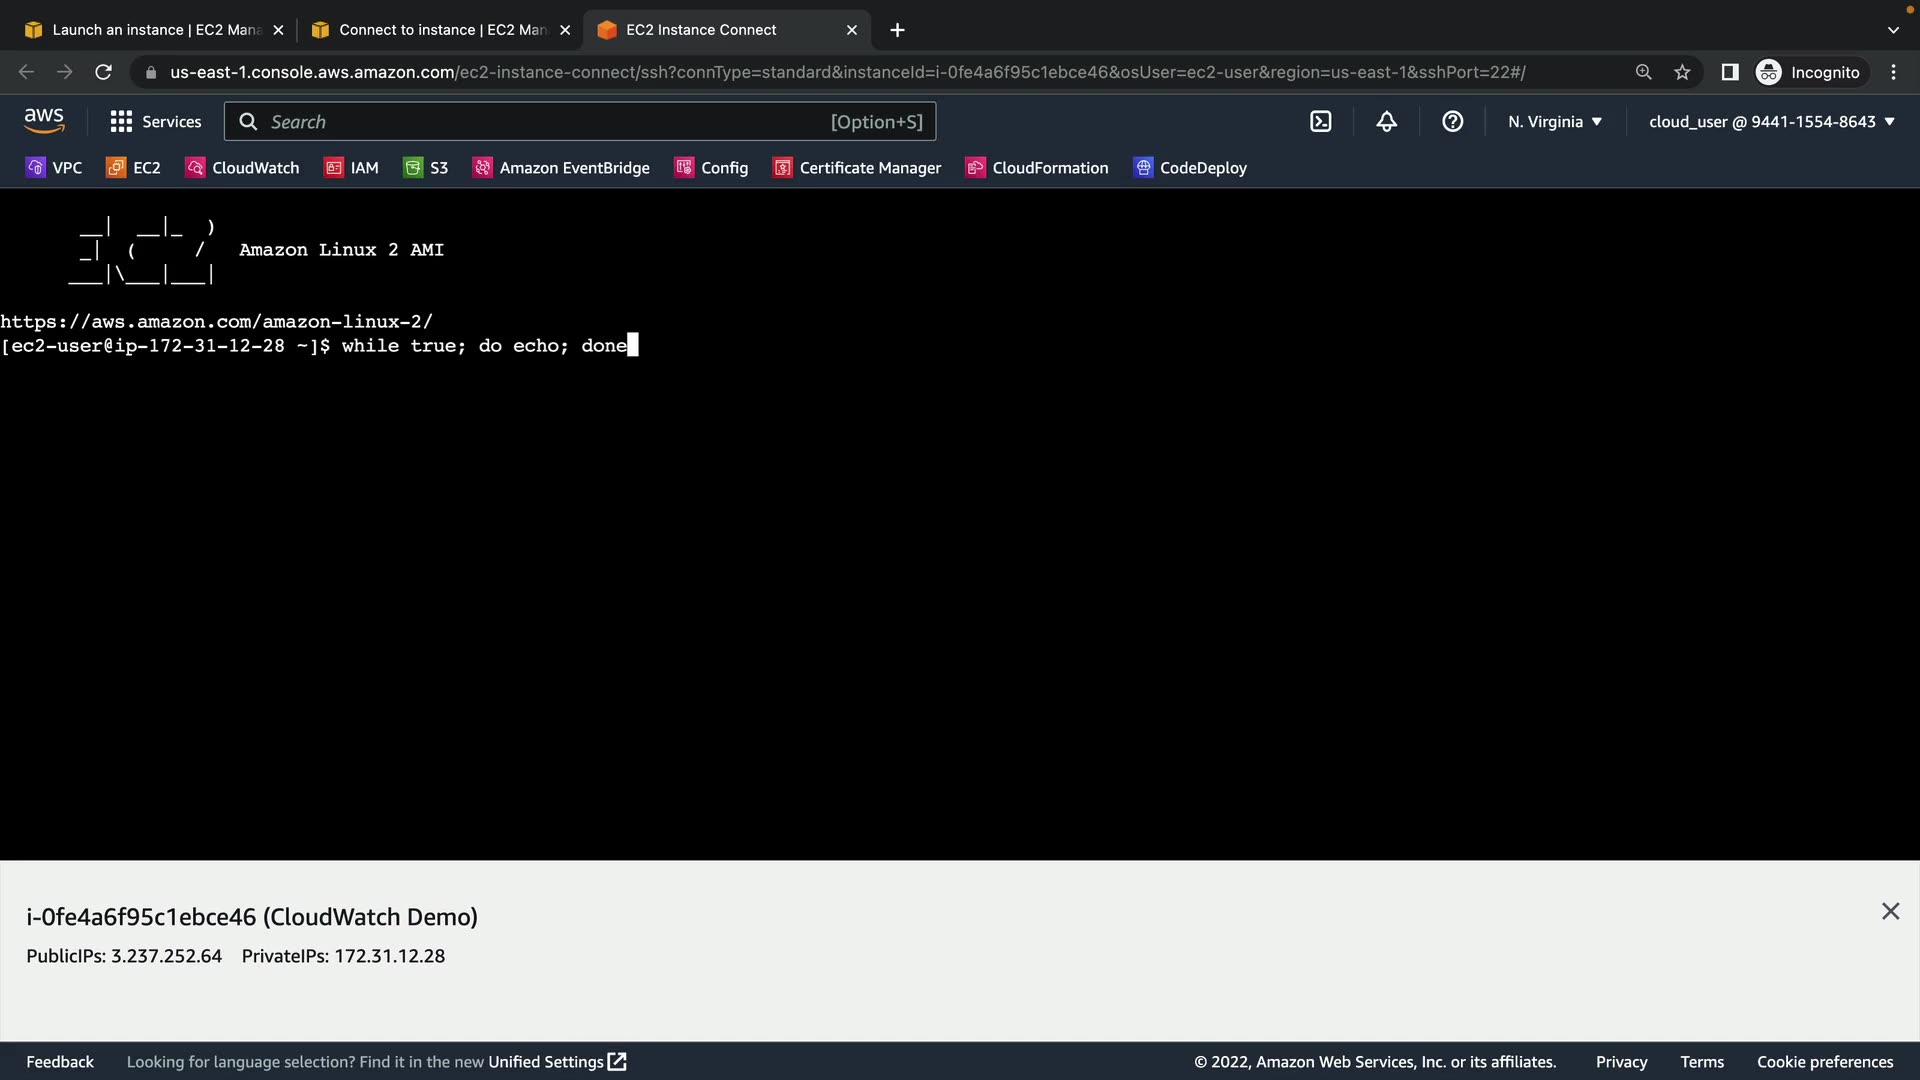 Launch an instance | EC2 Mana
Connect to instance | EC2 Man
EC2 Instance Connect
us-east-1.console.aws.amazon.com/ec2-instance-connect/ssh?connType=standard&instanceId=i-0fe4a6f95c1ebce46&osUser=ec2-user&region=us-east-1&sshPort=22#/
Incognito
aws
Services
Search
[Option+S]
N. Virginia
cloud_user @ 9441-1554-8643
VPC
EC2
CloudWatch
IAM
S3
Amazon EventBridge
Config
Certificate Manager
CloudFormation
CodeDeploy
__|  __|_  )
_|  (     /   Amazon Linux 2 AMI
___|\___|___|
https://aws.amazon.com/amazon-linux-2/
[ec2-user@ip-172-31-12-28 ~]$ while true; do echo; done
i-0fe4a6f95c1ebce46 (CloudWatch Demo)
PublicIPs: 3.237.252.64 PrivateIPs: 172.31.12.28
Feedback
Looking for language selection? Find it in the new Unified Settings
© 2022, Amazon Web Services, Inc. or its affiliates.
Privacy
Terms
Cookie preferences